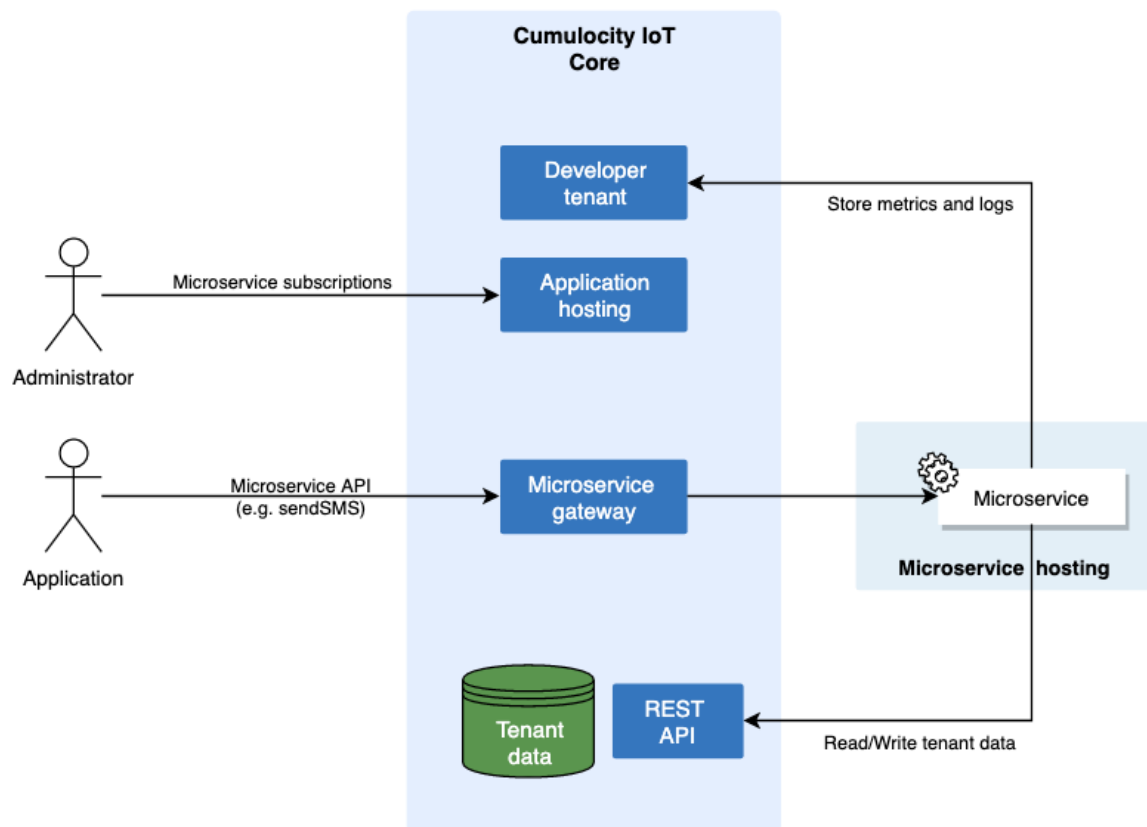 Cumulocity IoT
Core
Developer
tenant
Store metrics and logs
Microservice subscriptions
Application
hosting
Administrator
Microservice API
(e.g. sendSMS)
Microservice
gateway
Microservice
Microservice hosting
Application
Tenant
data
REST
API
Read/Write tenant data